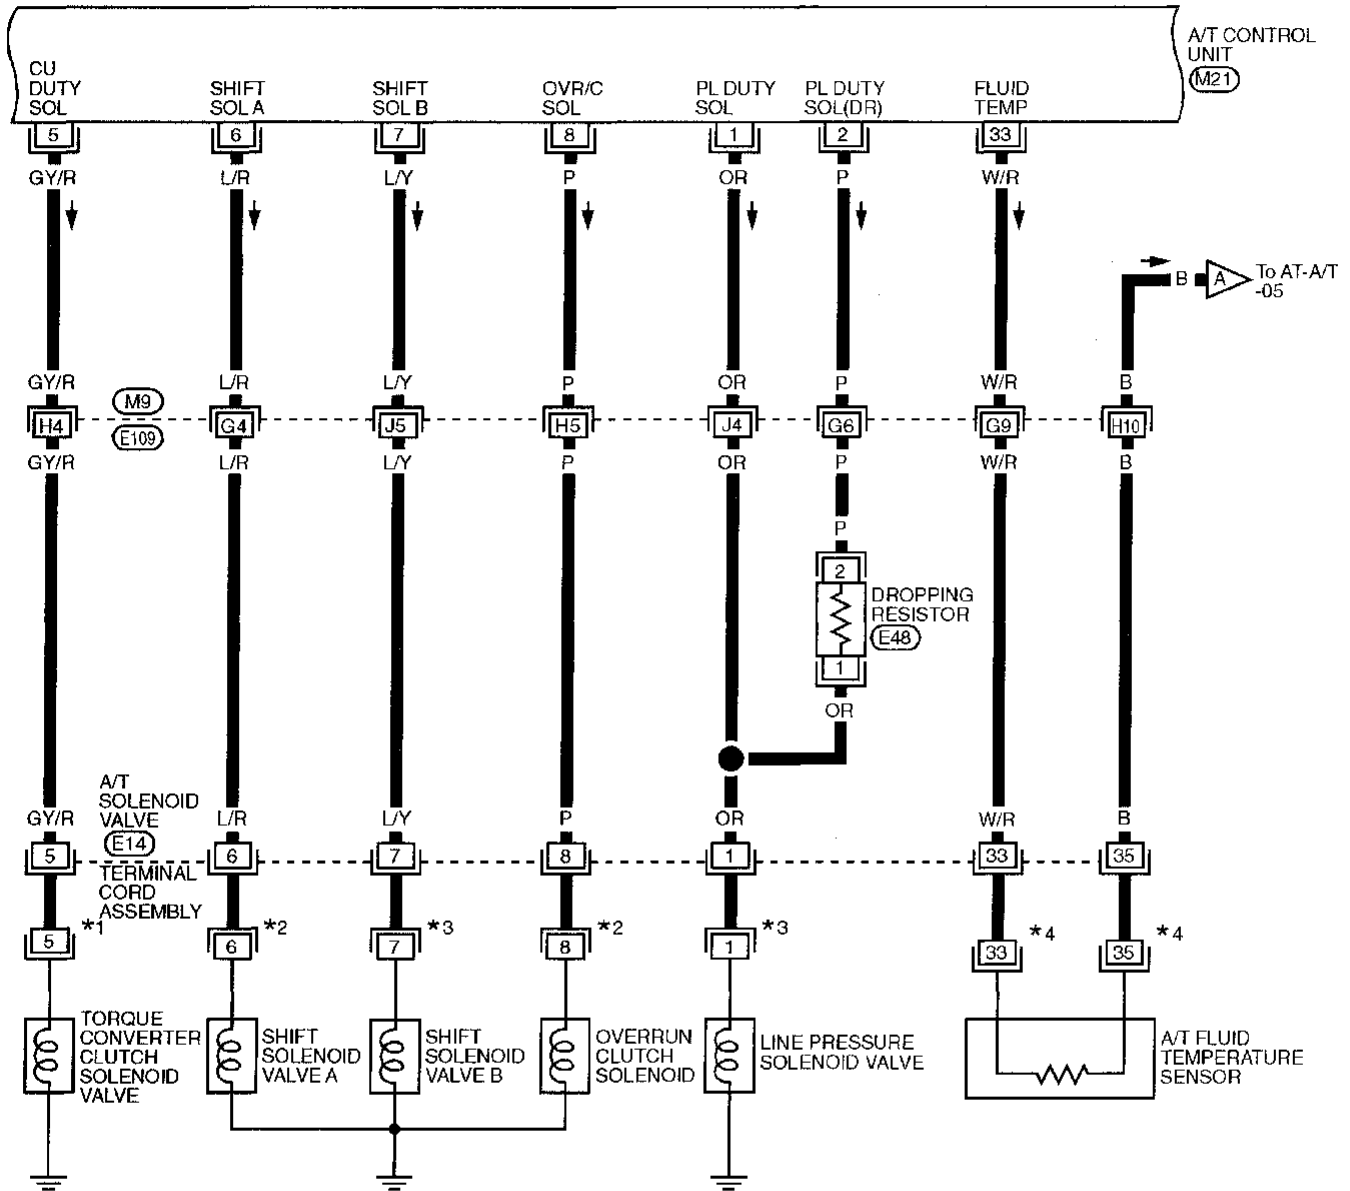 A/T CONTROL
UNIT
M21
CU
DUTY
SOL
SHIFT
SOL A
SHIFT
SOL B
OVR/C
SOL
PL DUTY
SOL
PL DUTY
SOL(DR)
FLUID
TEMP
5 6 7 8 1 2 33
GY/R L/R L/Y P OR P W/R
B A To AT-A/T
-05
GY/R L/R L/Y P OR P W/R B
M9
H4 G4 J5 H5 J4 G6 G9 H10
E109
GY/R L/R L/Y P OR P W/R B
P
2
DROPPING
RESISTOR
E48
1
OR
A/T
SOLENOID
VALVE
E14
GY/R L/R L/Y P OR W/R B
5 6 7 8 1 33 35
TERMINAL
CORD
ASSEMBLY
*1 *2 *3 *2 *3 *4 *4
5 6 7 8 1 33 35
TORQUE
CONVERTER
CLUTCH
SOLENOID
VALVE
SHIFT
SOLENOID
VALVE A
SHIFT
SOLENOID
VALVE B
OVERRUN
CLUTCH
SOLENOID
LINE PRESSURE
SOLENOID VALVE
A/T FLUID
TEMPERATURE
SENSOR